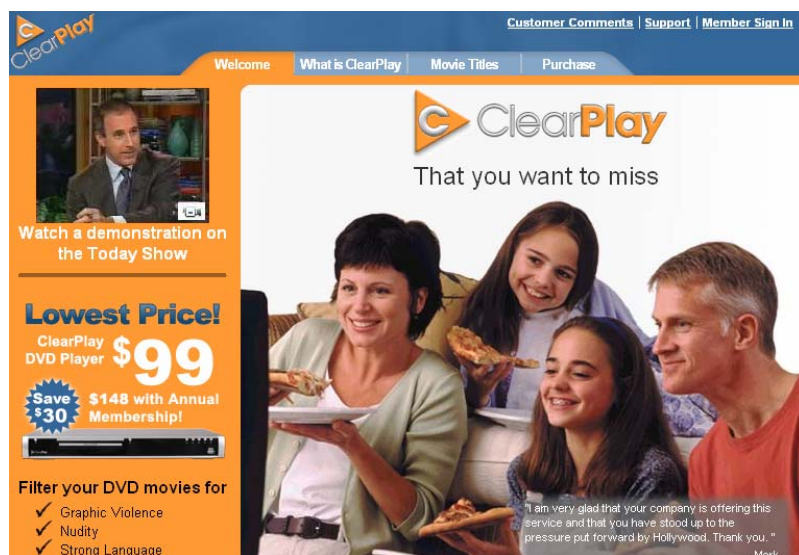 ClearPlay
Customer Comments | Support | Member Sign In
Welcome
What is ClearPlay
Movie Titles
Purchase
Watch a demonstration on
the Today Show
Lowest Price!
ClearPlay
DVD Player
$99
Save
$30
$148 with Annual
Membership!
Filter your DVD movies for
Graphic Violence
Nudity
Strong Language
C ClearPlay
That you want to miss
"I am very glad that your company is offering this
service and that you have stood up to the
pressure put forward by Hollywood. Thank you. "
Mark